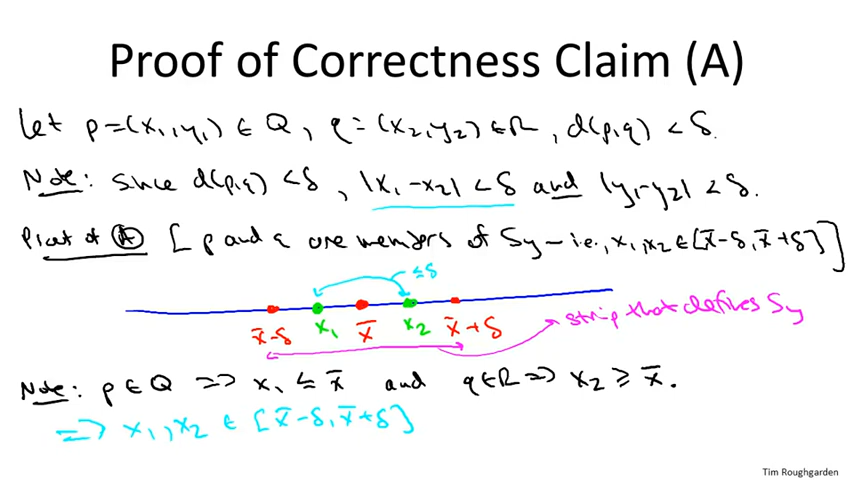 Proof of Correctness Claim (A)
Let p=(x₁,y₁) ∈ Q, q=(x₂,y₂) ∈ R, d(p,q) < δ.
Note: Since d(p,q) < δ, |x₁-x₂| < δ and |y₁-y₂| < δ.
Proof of (A) [p and q are members of Sy – i.e., x₁,x₂ ∈ [x̄-δ, x̄+δ]]
≤δ
x̄-δ x₁ x̄ x₂ x̄+δ
strip that defines Sy
Note: p ∈ Q => x₁ ≤ x̄ and q ∈ R => x₂ ≥ x̄.
=> x₁,x₂ ∈ [x̄-δ, x̄+δ]
Tim Roughgarden